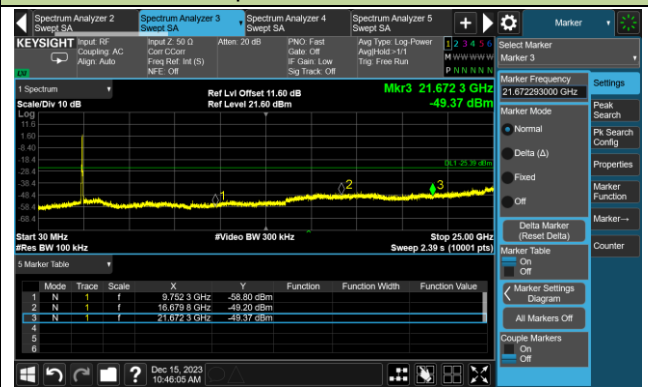 Spectrum Analyzer 2
Swept SA
Spectrum Analyzer 3
Swept SA
Spectrum Analyzer 4
Swept SA
Spectrum Analyzer 5
Swept SA
Marker
KEYSIGHT
Input: RF
Coupling: AC
Align: Auto
Input Z: 50 Ω
Corr CCorr
Freq Ref: Int (S)
NFE: Off
Atten: 20 dB
PNO: Fast
Gate: Off
IF Gain: Low
Sig Track: Off
Avg Type: Log-Power
Avg|Hold:>1/1
Trig: Free Run
1 2 3 4 5 6
M W W W W W
P N N N N N
Select Marker
Marker 3
1 Spectrum
Scale/Div 10 dB
Ref Lvl Offset 11.60 dB
Ref Level 21.60 dBm
Mkr3 21.672 3 GHz
-49.37 dBm
Log
11.6
1.60
-8.40
-18.4
-28.4
-38.4
-48.4
-58.4
-68.4
DL1 -25.39 dBm
1
2
3
Start 30 MHz
#Res BW 100 kHz
#Video BW 300 kHz
Stop 25.00 GHz
Sweep 2.39 s (10001 pts)
5 Marker Table
Mode Trace Scale X Y Function Function Width Function Value
1 N 1 f 9.752 3 GHz -58.80 dBm
2 N 1 f 16.679 8 GHz -49.20 dBm
3 N 1 f 21.672 3 GHz -49.37 dBm
4
5
6
Marker Frequency
21.672293000 GHz
Marker Mode
Normal
Delta (Δ)
Fixed
Off
Delta Marker
(Reset Delta)
Marker Table
On
Off
Marker Settings
Diagram
All Markers Off
Couple Markers
On
Off
Settings
Peak
Search
Pk Search
Config
Properties
Marker
Function
Marker→
Counter
Dec 15, 2023
10:46:05 AM